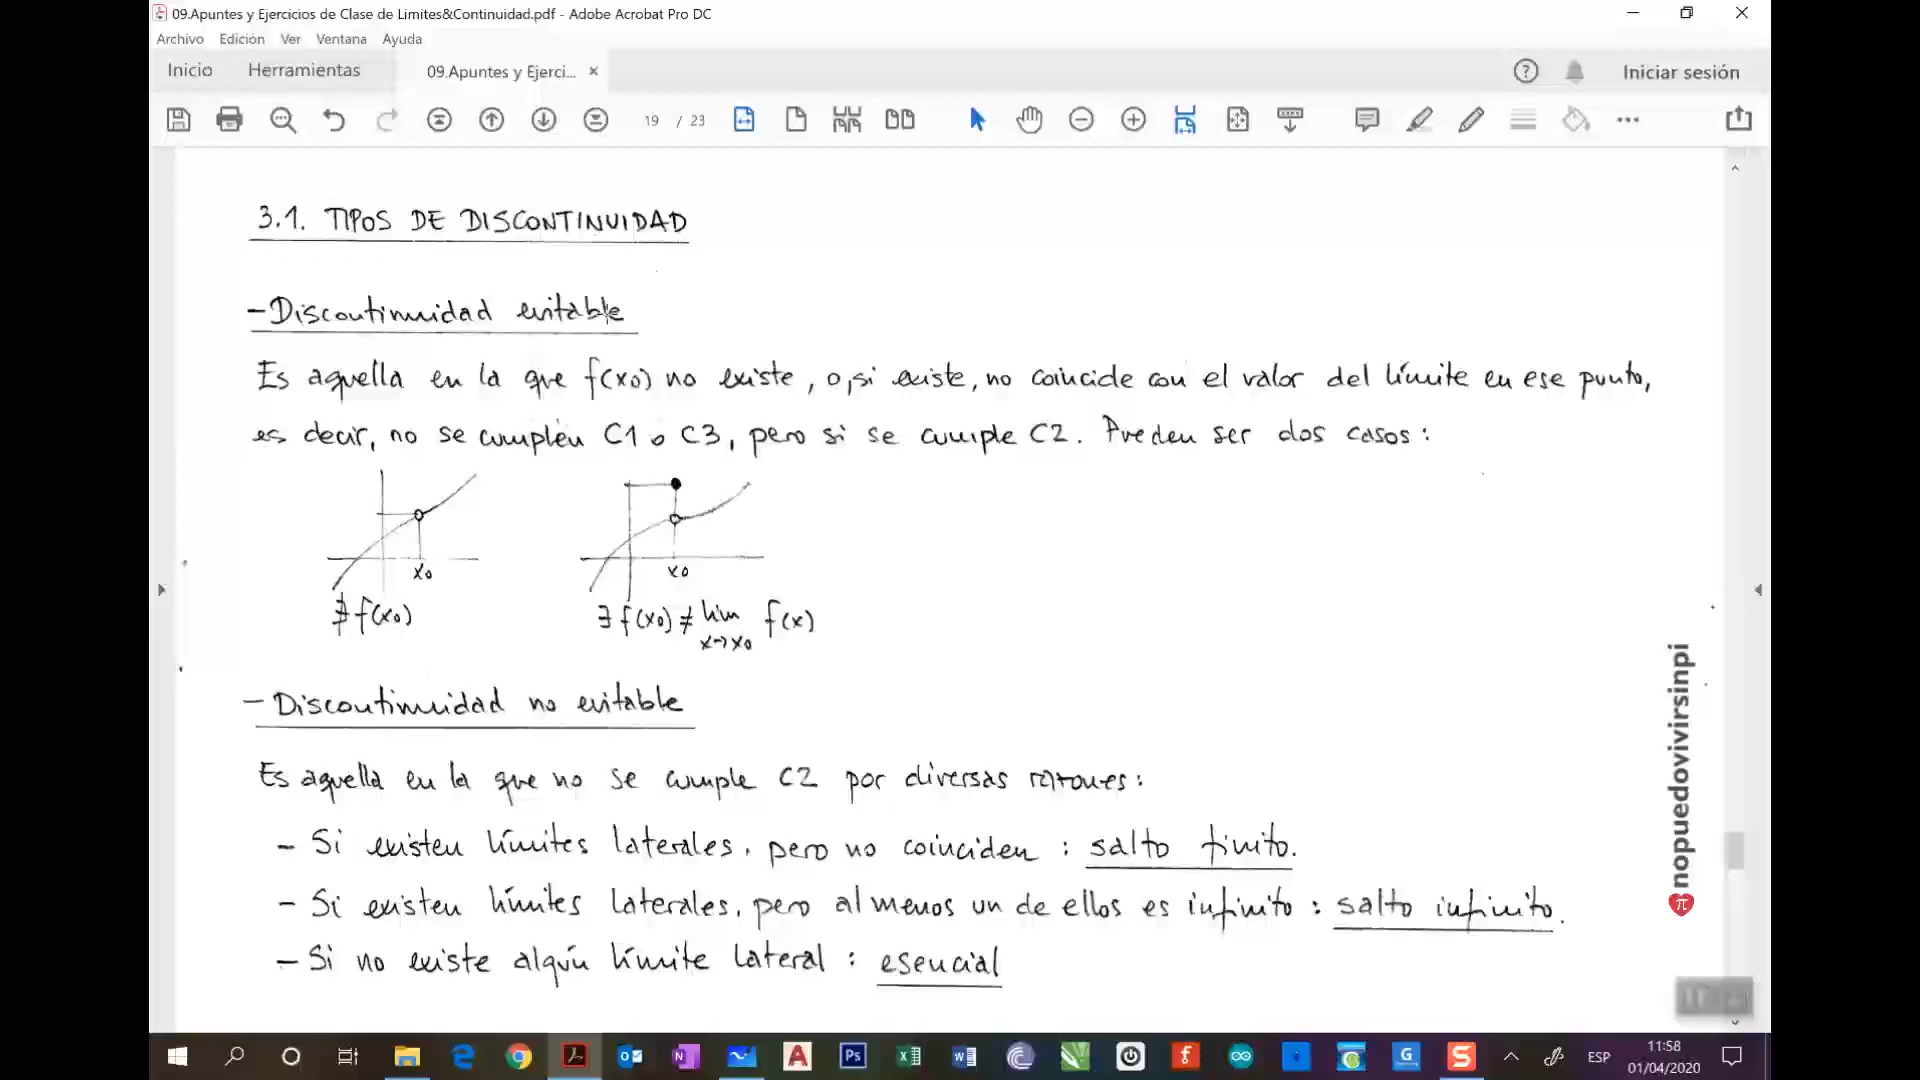 09.Apuntes y Ejercicios de Clase de Limites&Continuidad.pdf - Adobe Acrobat Pro DC
Archivo Edición Ver Ventana Ayuda
Inicio Herramientas 09.Apuntes y Ejerci... × Iniciar sesión
19 / 23
3.1. TIPOS DE DISCONTINUIDAD
- Discontinuidad evitable
Es aquella en la que f(x0) no existe, o, si existe, no coincide con el valor del límite en ese punto,
es decir, no se cumplen C1 o C3, pero si se cumple C2. Pueden ser dos casos:
x0 x0
∄ f(x0) ∃ f(x0) ≠ lim f(x)
x→x0
- Discontinuidad no evitable
Es aquella en la que no se cumple C2 por diversas razones:
- Si existen límites laterales, pero no coinciden : salto finito.
- Si existen límites laterales, pero al menos un de ellos es infinito : salto infinito.
- Si no existe algún límite lateral : esencial
nopuedovivirsinpi
π
ESP
11:58
01/04/2020